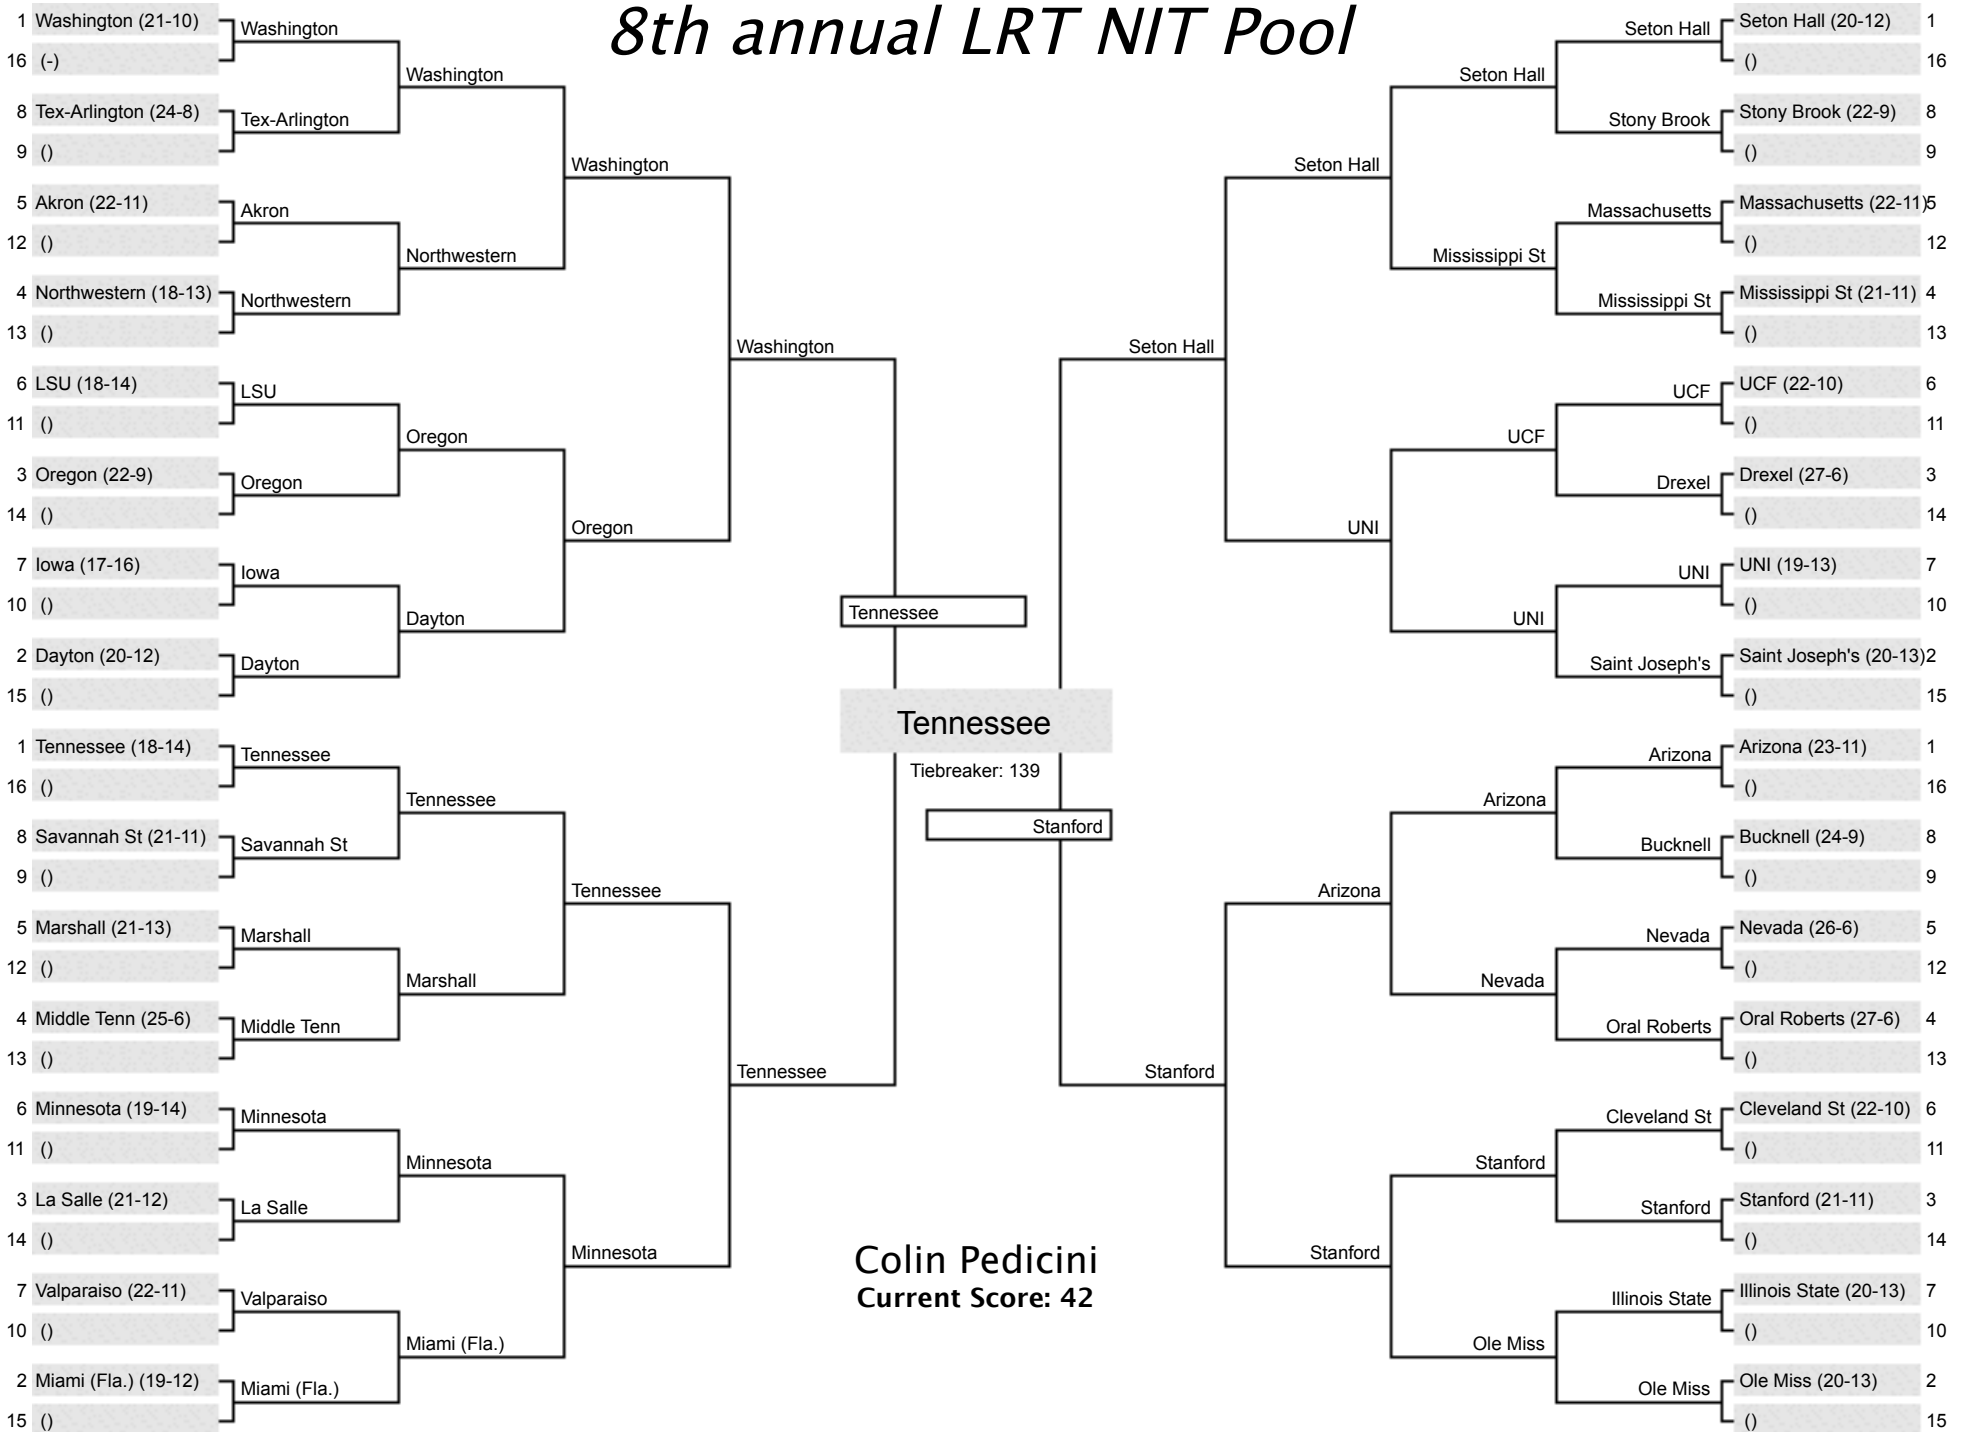 8th annual LRT NIT Pool
1 Washington (21-10)
16 (-)
8 Tex-Arlington (24-8)
9 ()
5 Akron (22-11)
12 ()
4 Northwestern (18-13)
13 ()
6 LSU (18-14)
11 ()
3 Oregon (22-9)
14 ()
7 Iowa (17-16)
10 ()
2 Dayton (20-12)
15 ()
1 Tennessee (18-14)
16 ()
8 Savannah St (21-11)
9 ()
5 Marshall (21-13)
12 ()
4 Middle Tenn (25-6)
13 ()
6 Minnesota (19-14)
11 ()
3 La Salle (21-12)
14 ()
7 Valparaiso (22-11)
10 ()
2 Miami (Fla.) (19-12)
15 ()
Washington
Tex-Arlington
Akron
Northwestern
LSU
Oregon
Iowa
Dayton
Tennessee
Savannah St
Marshall
Middle Tenn
Minnesota
La Salle
Valparaiso
Miami (Fla.)
Washington
Northwestern
Oregon
Dayton
Tennessee
Marshall
Minnesota
Miami (Fla.)
Washington
Oregon
Tennessee
Minnesota
Washington
Tennessee
Tennessee
Tennessee
Tiebreaker: 139
Stanford
Colin Pedicini
Current Score: 42
Seton Hall
Stanford
Seton Hall
UNI
Arizona
Stanford
Seton Hall
Mississippi St
UCF
UNI
Arizona
Nevada
Stanford
Ole Miss
Seton Hall
Stony Brook
Massachusetts
Mississippi St
UCF
Drexel
UNI
Saint Joseph's
Arizona
Bucknell
Nevada
Oral Roberts
Cleveland St
Stanford
Illinois State
Ole Miss
Seton Hall (20-12) 1
() 16
Stony Brook (22-9) 8
() 9
Massachusetts (22-11) 5
() 12
Mississippi St (21-11) 4
() 13
UCF (22-10) 6
() 11
Drexel (27-6) 3
() 14
UNI (19-13) 7
() 10
Saint Joseph's (20-13) 2
() 15
Arizona (23-11) 1
() 16
Bucknell (24-9) 8
() 9
Nevada (26-6) 5
() 12
Oral Roberts (27-6) 4
() 13
Cleveland St (22-10) 6
() 11
Stanford (21-11) 3
() 14
Illinois State (20-13) 7
() 10
Ole Miss (20-13) 2
() 15